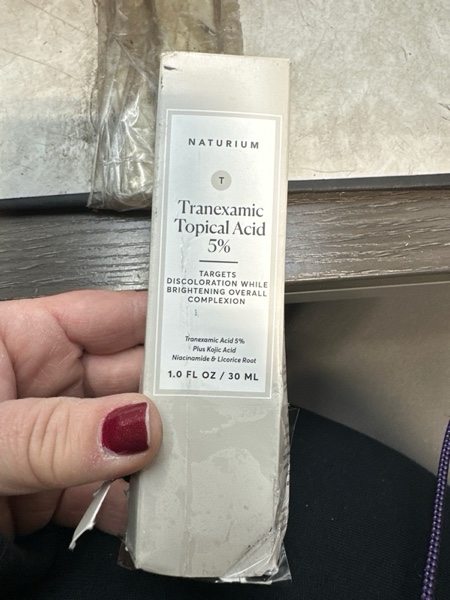 NATURIUM
T
Tranexamic
Topical Acid
5%
TARGETS
DISCOLORATION WHILE
BRIGHTENING OVERALL
COMPLEXION
Tranexamic Acid 5%
Plus Kojic Acid
Niacinamide & Licorice Root
1.0 FL OZ / 30 ML